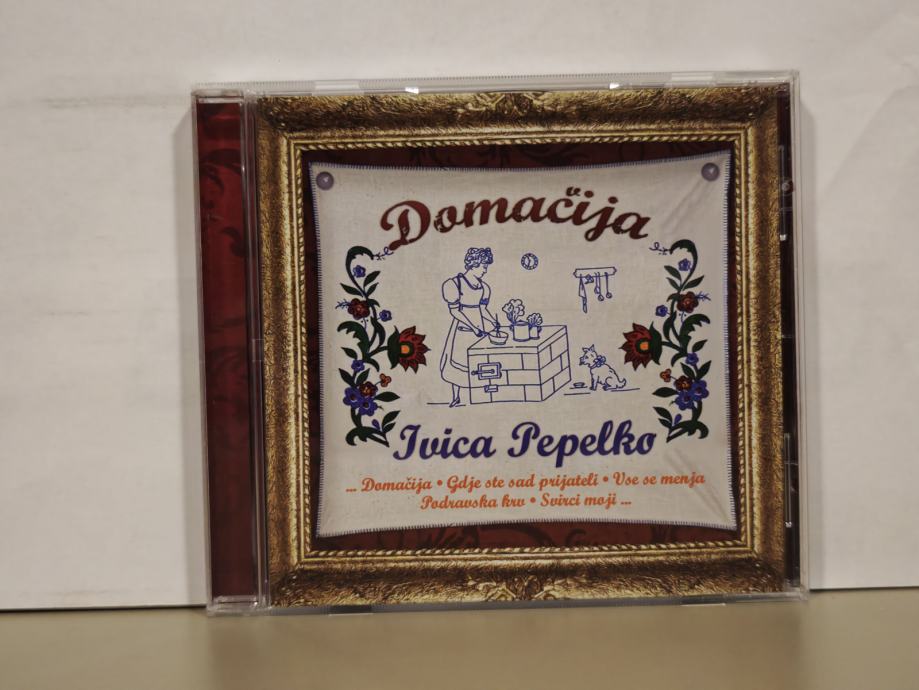 Domačija
Ivica Pepelko
... Domačija • Gdje ste sad prijateli • Vse se menja
Podravska krv • Svirci moji ...